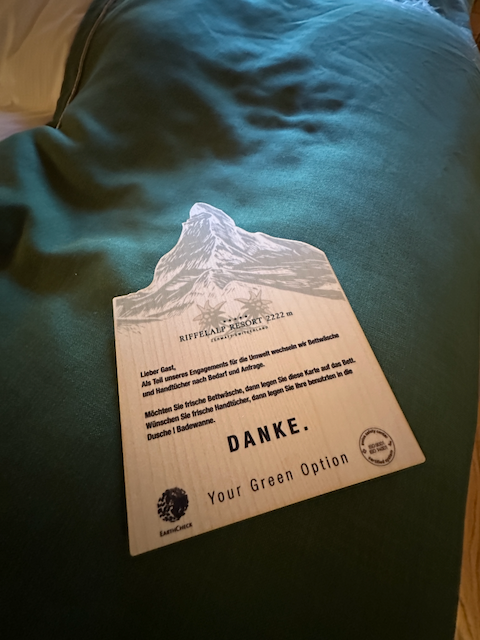 RIFFELALP RESORT 2222 m
ZERMATT/SWITZERLAND
Lieber Gast,
Als Teil unseres Engagements für die Umwelt wechseln wir Bettwäsche
und Handtücher nach Bedarf und Anfrage.
Möchten Sie frische Bettwäsche, dann legen Sie diese Karte auf das Bett.
Wünschen Sie frische Handtücher, dann legen Sie Ihre benutzten in die
Dusche | Badewanne.
DANKE.
Your Green Option
EARTHCHECK